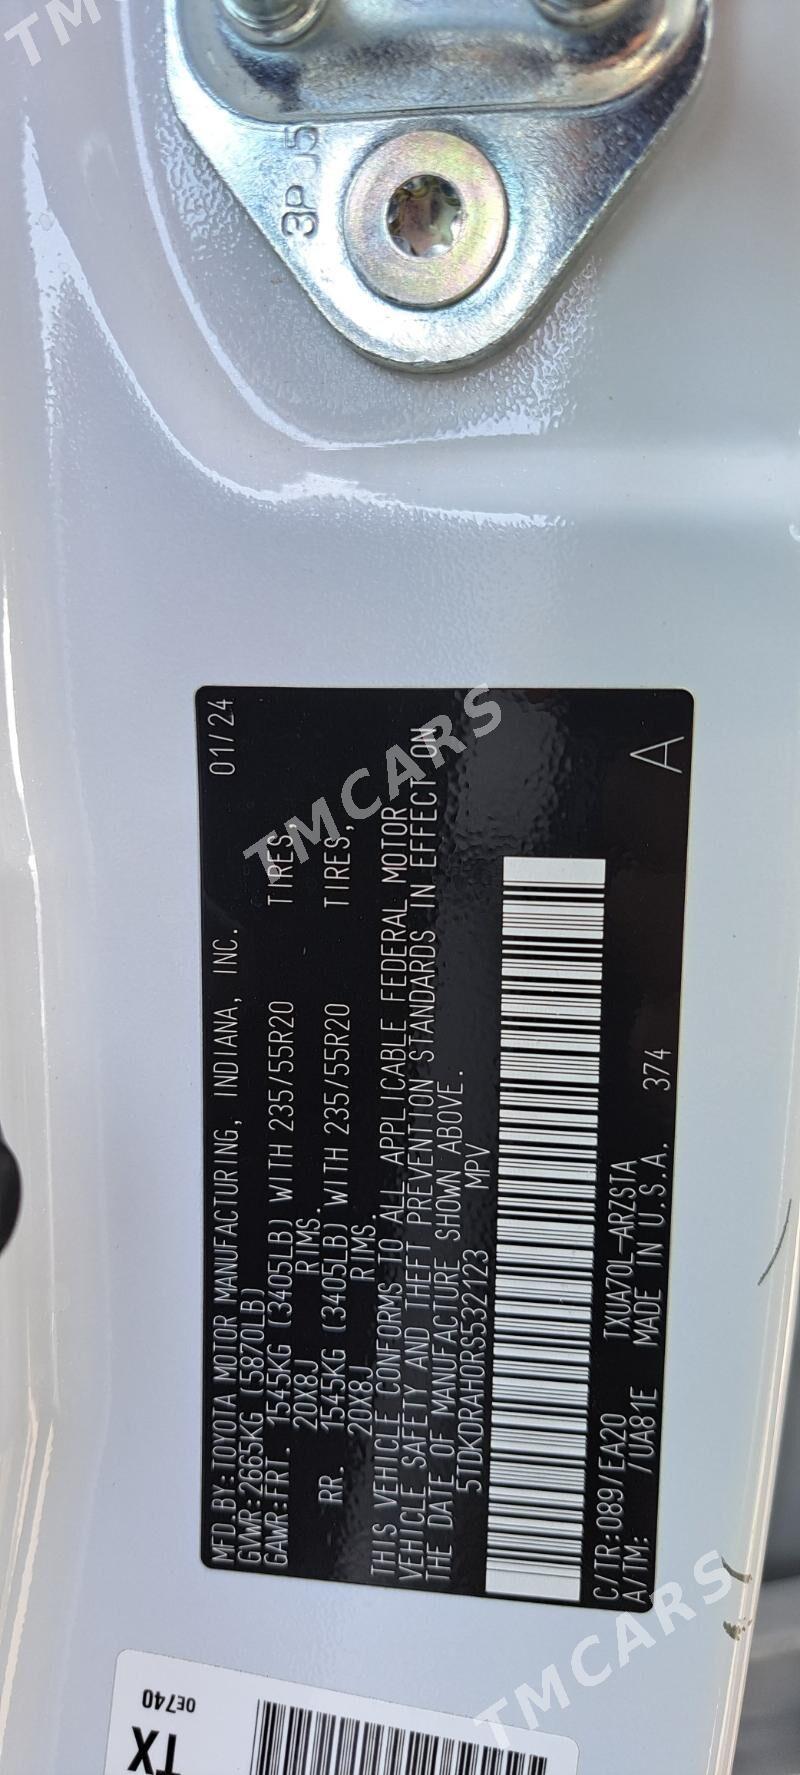 TMCARS
3PJ5
MFD.BY:TOYOTA MOTOR MANUFACTURING, INDIANA, INC. 01/24
GVWR:2665KG (5870LB)
GAWR:FRT. 1545KG (3405LB) WITH 235/55R20 TIRES,
20X8J RIMS.
RR. 1545KG (3405LB) WITH 235/55R20 TIRES,
20X8J RIMS.
THIS VEHICLE CONFORMS TO ALL APPLICABLE FEDERAL MOTOR
VEHICLE SAFETY AND THEFT PREVENTION STANDARDS IN EFFECT ON
THE DATE OF MANUFACTURE SHOWN ABOVE.
5TDKDRAH0RS532123 MPV
C/TR:089/EA20 TXUA70L-ARZSTA 374 A
A/TM: /UA81E MADE IN U.S.A.
TMCARS
0E740
TX
TMCARS